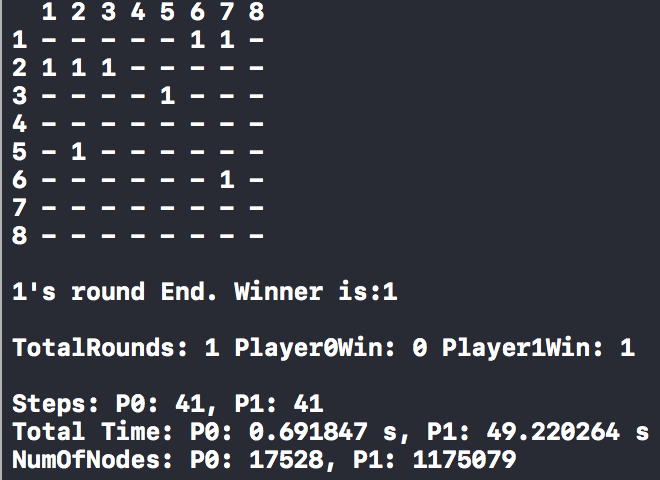 1 2 3 4 5 6 7 8
1 - - - - - 1 1 -
2 1 1 1 - - - - -
3 - - - - 1 - - -
4 - - - - - - - -
5 - 1 - - - - - -
6 - - - - - - 1 -
7 - - - - - - - -
8 - - - - - - - -
1's round End. Winner is:1
TotalRounds: 1 Player0Win: 0 Player1Win: 1
Steps: P0: 41, P1: 41
Total Time: P0: 0.691847 s, P1: 49.220264 s
NumOfNodes: P0: 17528, P1: 1175079